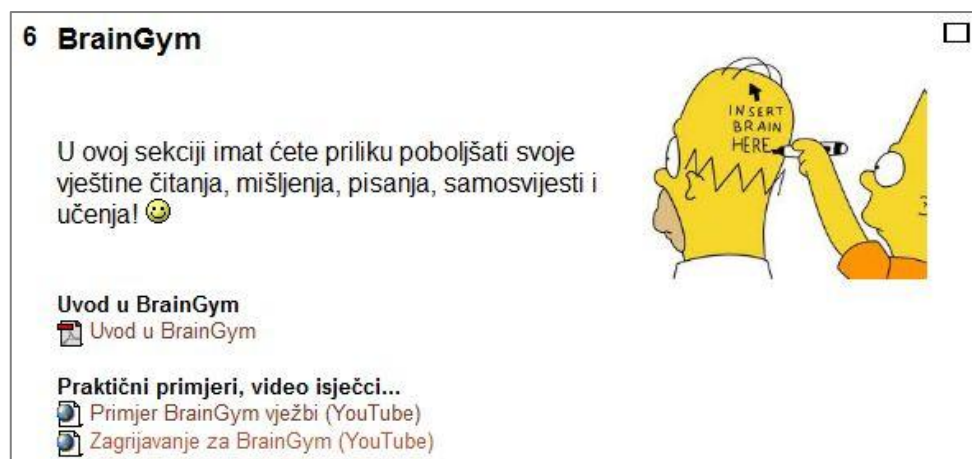 6 BrainGym
INSERT
BRAIN
HERE
U ovoj sekciji imat ćete priliku poboljšati svoje
vještine čitanja, mišljenja, pisanja, samosvijesti i
učenja!
Uvod u BrainGym
Uvod u BrainGym
Praktični primjeri, video isječci...
Primjer BrainGym vježbi (YouTube)
Zagrijavanje za BrainGym (YouTube)